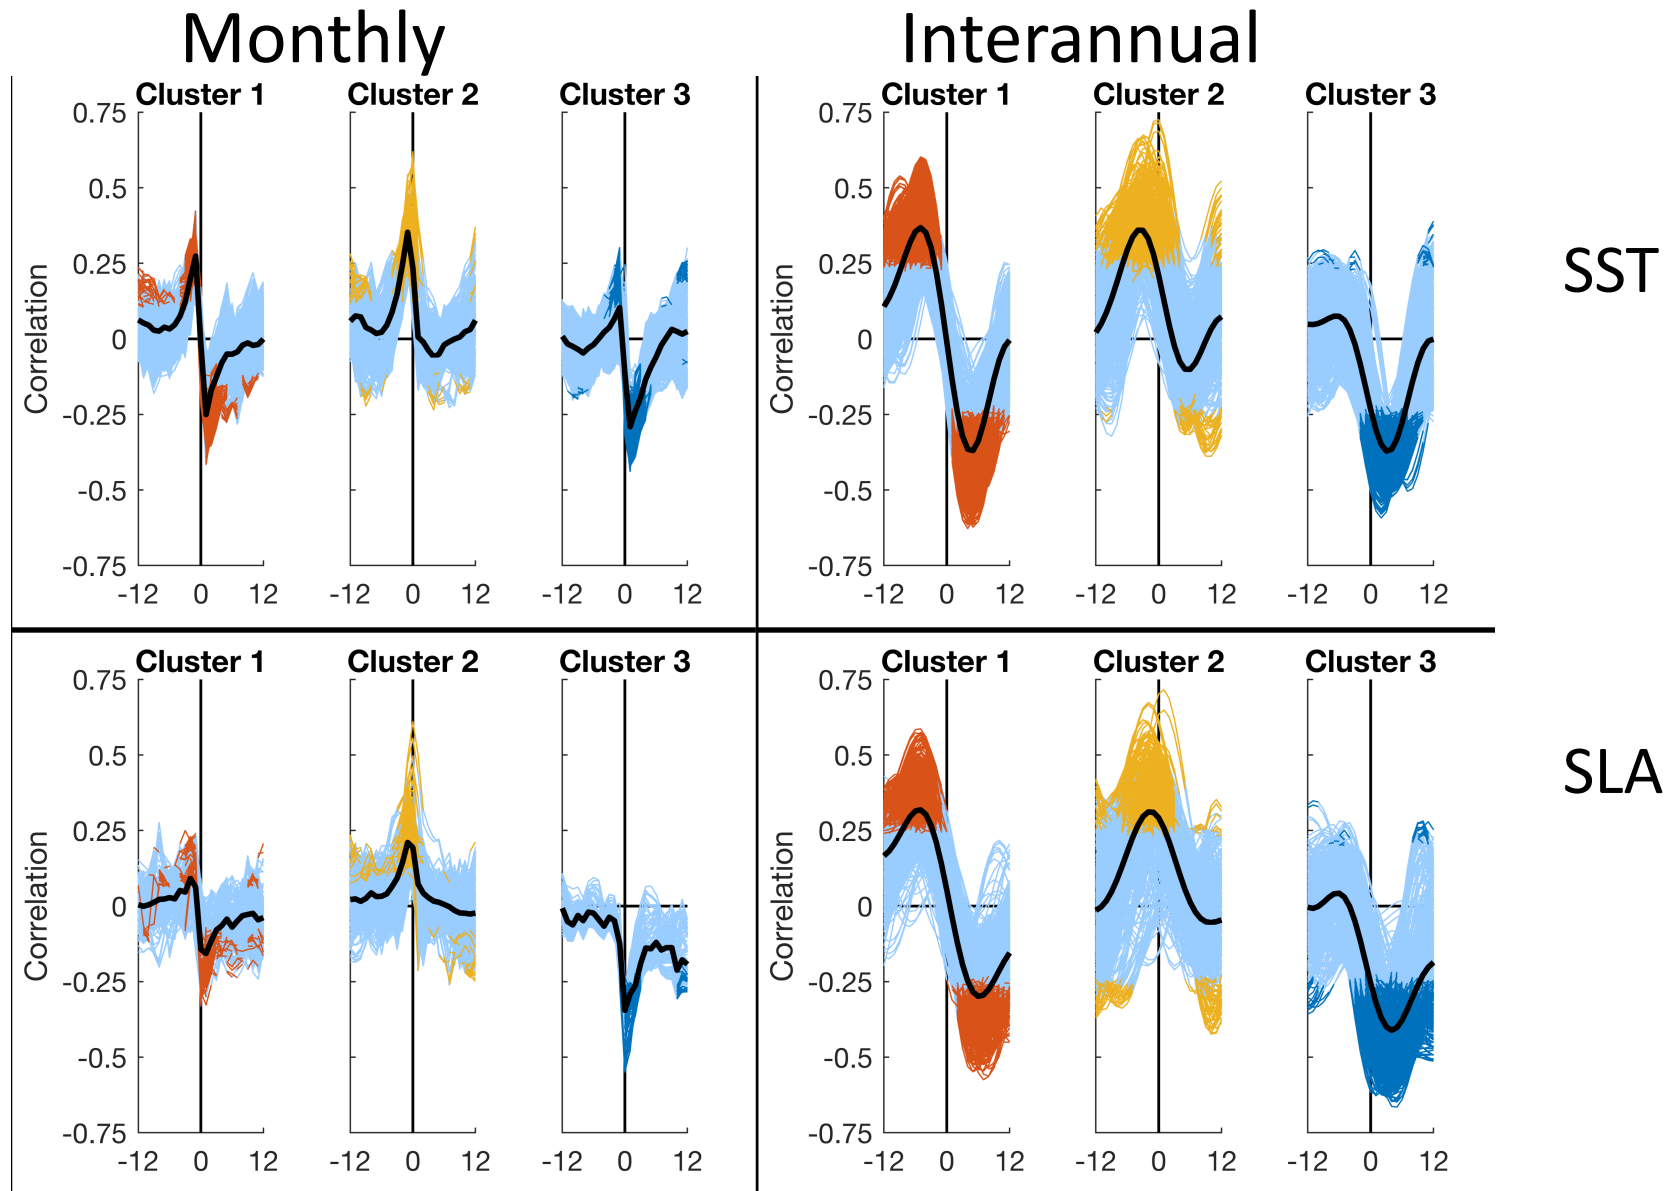 Monthly Interannual
Cluster 1 Cluster 2 Cluster 3 Cluster 1 Cluster 2 Cluster 3
0.75 0.75
0.5 0.5
0.25 0.25
0 0
-0.25 -0.25
-0.5 -0.5
-0.75 -0.75
Correlation Correlation
SST
-12 0 12 -12 0 12 -12 0 12 -12 0 12 -12 0 12 -12 0 12
Cluster 1 Cluster 2 Cluster 3 Cluster 1 Cluster 2 Cluster 3
0.75 0.75
0.5 0.5
0.25 0.25
0 0
-0.25 -0.25
-0.5 -0.5
-0.75 -0.75
Correlation Correlation
SLA
-12 0 12 -12 0 12 -12 0 12 -12 0 12 -12 0 12 -12 0 12